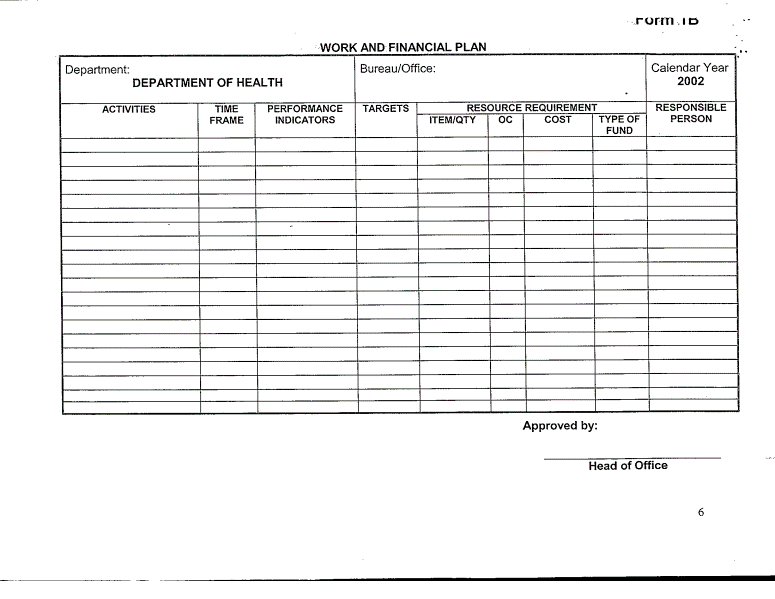 Form 1B
WORK AND FINANCIAL PLAN
Department:
DEPARTMENT OF HEALTH
Bureau/Office:
Calendar Year
2002
ACTIVITIES
TIME
FRAME
PERFORMANCE
INDICATORS
TARGETS
RESOURCE REQUIREMENT
ITEM/QTY
OC
COST
TYPE OF
FUND
RESPONSIBLE
PERSON
Approved by:
Head of Office
6